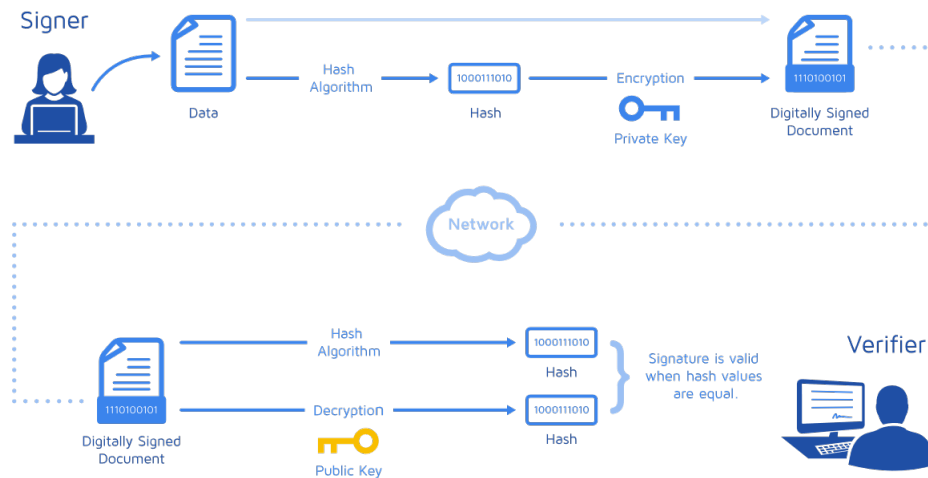 Signer
Data
Hash
Algorithm
1000111010
Hash
Encryption
Private Key
1110100101
Digitally Signed
Document
Network
1110100101
Digitally Signed
Document
Hash
Algorithm
1000111010
Hash
Decryption
Public Key
1000111010
Hash
Signature is valid
when hash values
are equal.
Verifier